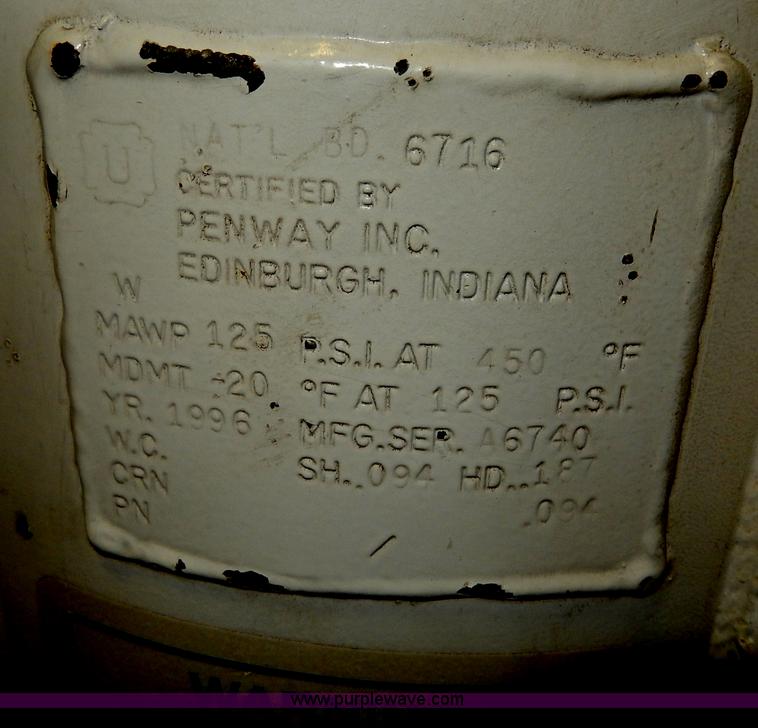 U NAT'L BD. 6716
CERTIFIED BY
PENWAY INC.
EDINBURGH, INDIANA
W
MAWP 125 P.S.I. AT 450 °F
MDMT -20 °F AT 125 P.S.I.
YR. 1996 MFG.SER. A6740
W.C. SH. .094 HD. .187
CRN .094
PN
www.purplewave.com